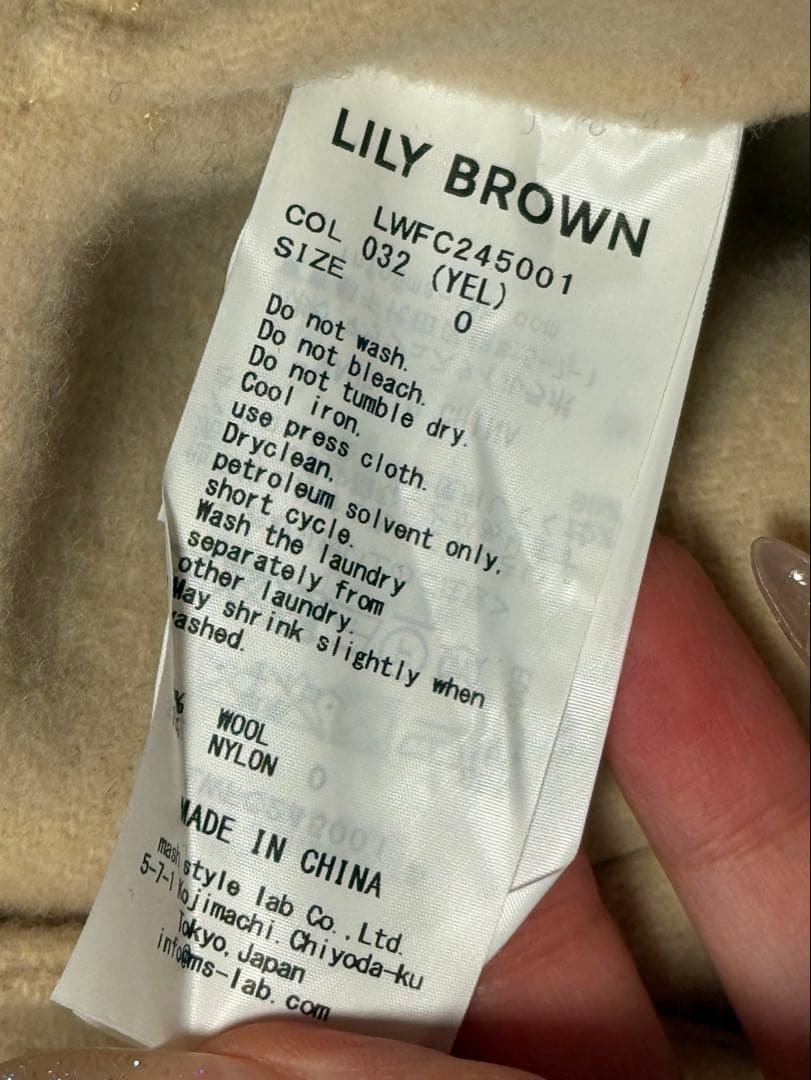 LILY BROWN
LWFC245001
COL 032 (YEL)
SIZE 0
Do not wash.
Do not bleach.
Do not tumble dry.
Cool iron.
use press cloth.
Dryclean,
petroleum solvent only,
short cycle.
Wash the laundry
separately from
other laundry.
May shrink slightly when
washed.
% WOOL
NYLON
MADE IN CHINA
mash style lab Co.,Ltd.
5-7-1 Kojimachi. Chiyoda-ku
Tokyo, Japan
info@ms-lab.com